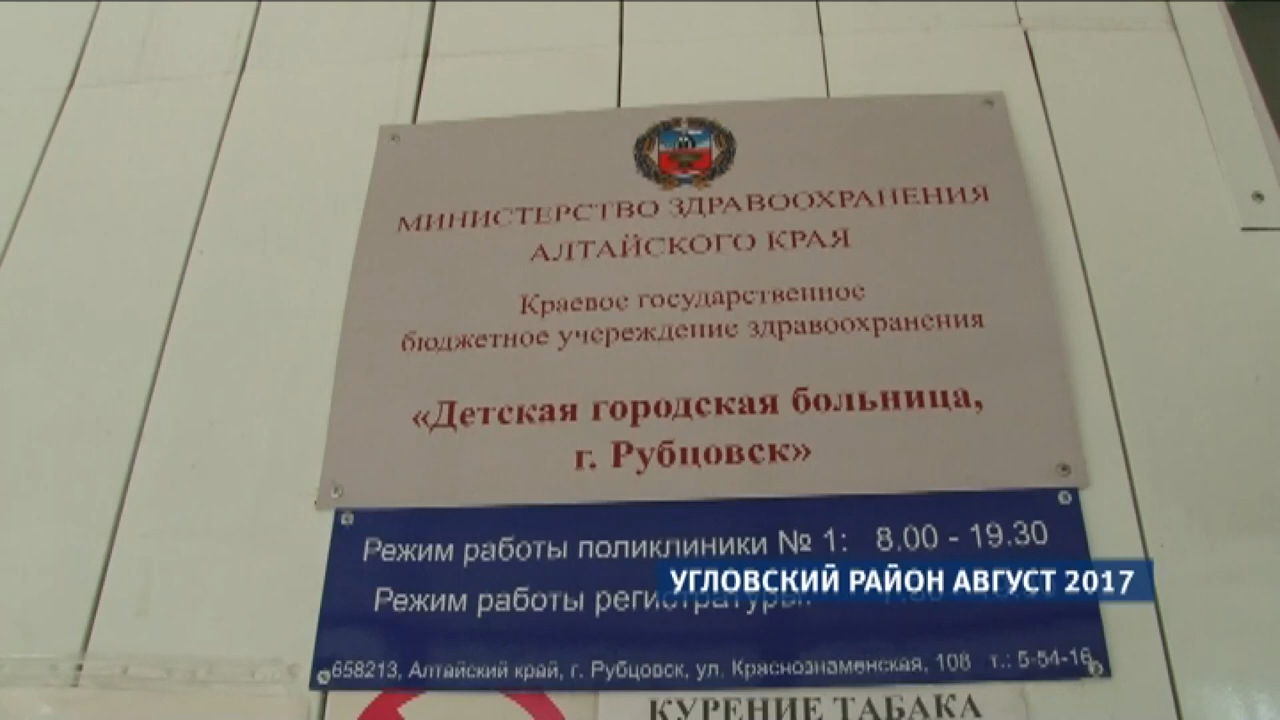 МИНИСТЕРСТВО ЗДРАВООХРАНЕНИЯ
АЛТАЙСКОГО КРАЯ
Краевое государственное
бюджетное учереждение здравоохранения
«Детская городская больница,
г. Рубцовск»
Режим работы поликлиники № 1: 8.00 - 19.30
Режим работы регистратуры:
УГЛОВСКИЙ РАЙОН АВГУСТ 2017
658213, Алтайский край, г. Рубцовск, ул. Краснознаменская, 108 т.: 5-54-16
КУРЕНИЕ ТАБАКА